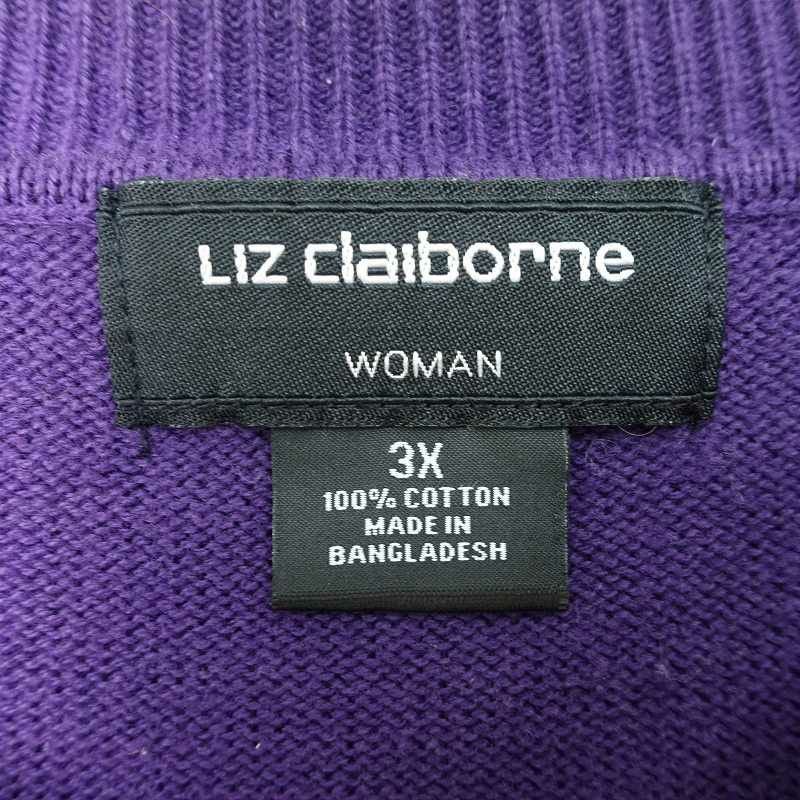 Liz claiborne
WOMAN
3X
100% COTTON
MADE IN
BANGLADESH